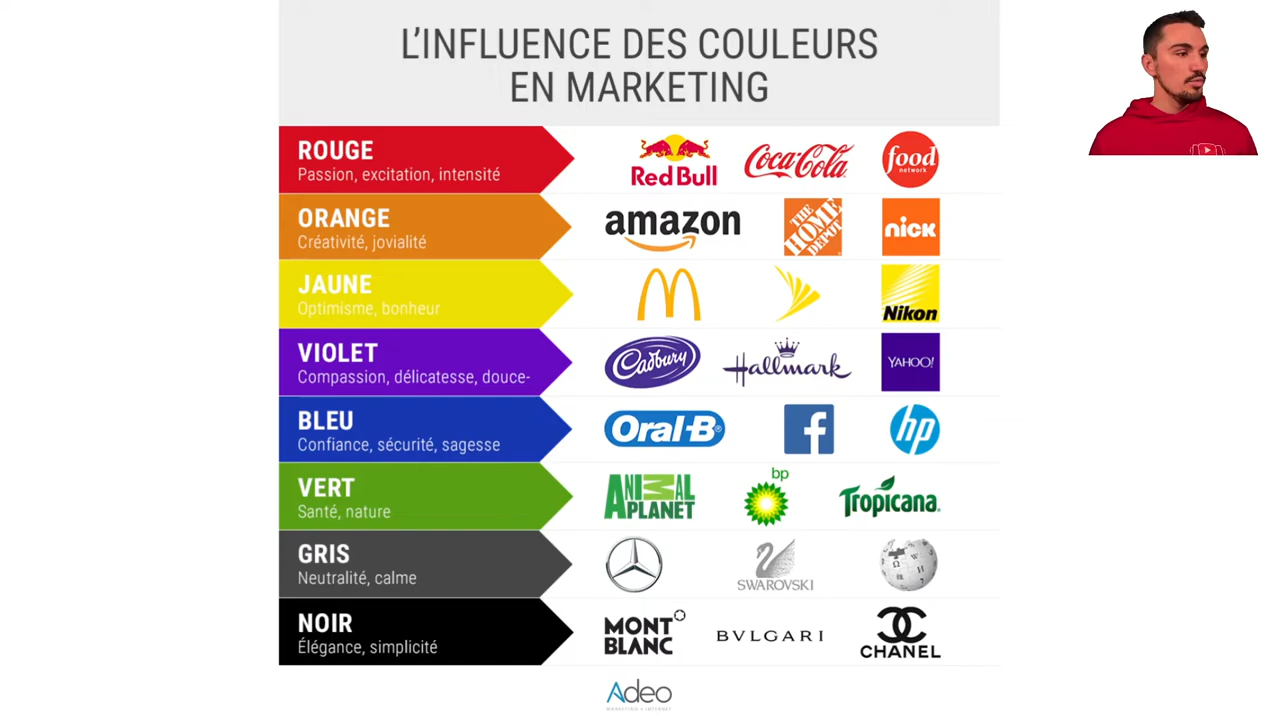 L'INFLUENCE DES COULEURS
EN MARKETING
ROUGE
Passion, excitation, intensité
Red Bull
Coca-Cola
food
network
ORANGE
Créativité, jovialité
amazon
THE
HOME
DEPOT
nick
JAUNE
Optimisme, bonheur
Nikon
VIOLET
Compassion, délicatesse, douce-
Cadbury
Hallmark
YAHOO!
BLEU
Confiance, sécurité, sagesse
Oral-B
f
hp
VERT
Santé, nature
ANIMAL
PLANET
bp
Tropicana
GRIS
Neutralité, calme
SWAROVSKI
NOIR
Élégance, simplicité
MONT
BLANC
BVLGARI
CHANEL
Adeo
MARKETING + INTERNET